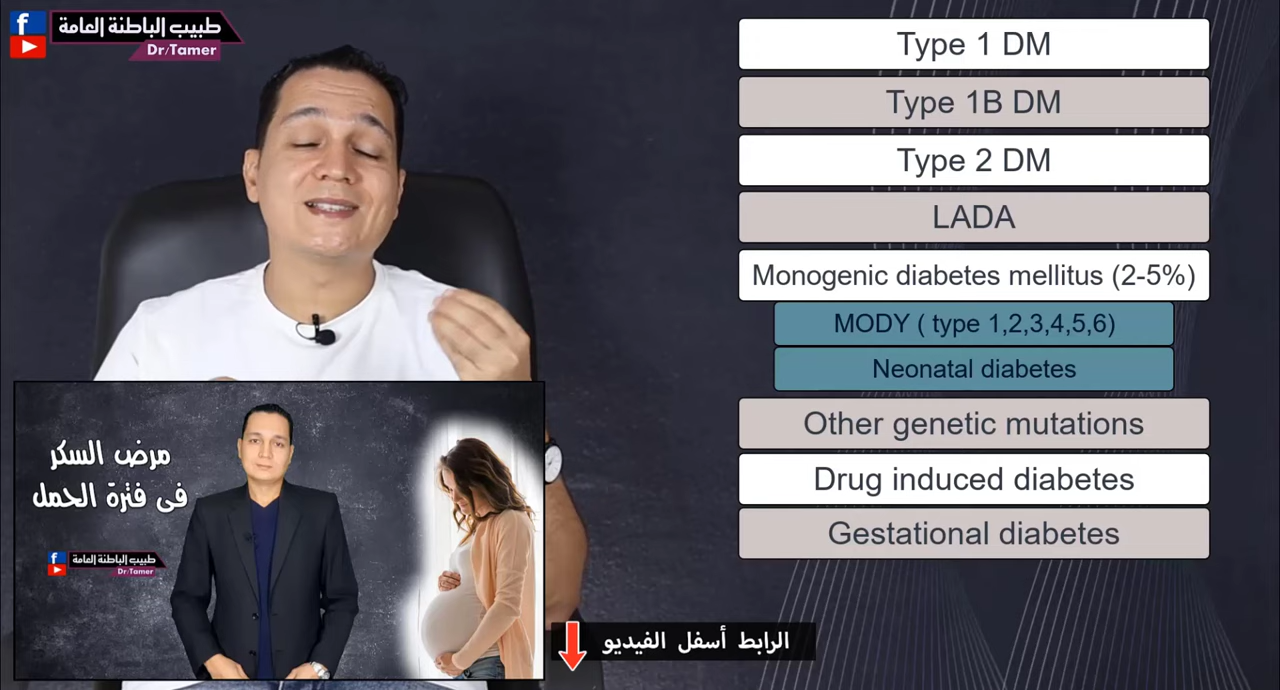 طبيب الباطنة العامة
Dr/Tamer
Type 1 DM
Type 1B DM
Type 2 DM
LADA
Monogenic diabetes mellitus (2-5%)
MODY ( type 1,2,3,4,5,6)
Neonatal diabetes
Other genetic mutations
Drug induced diabetes
Gestational diabetes
مرض السكر
فى فترة الحمل
طبيب الباطنة العامة
Dr/Tamer
الرابط أسفل الفيديو